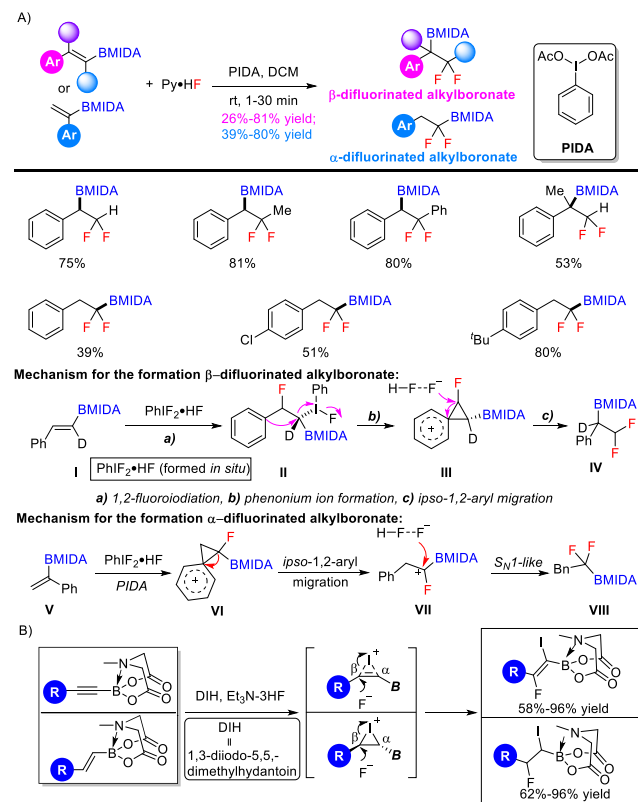 A)
BMIDA
Ar
or
BMIDA
Ar
+ Py•HF
PIDA, DCM
rt, 1-30 min
26%-81% yield;
39%-80% yield
BMIDA
Ar
F F
β-difluorinated alkylboronate
Ar
BMIDA
F F
α-difluorinated alkylboronate
AcO OAc
I
PIDA
BMIDA
H
F F
75%
BMIDA
Me
F F
81%
BMIDA
Ph
F F
80%
Me BMIDA
H
F F
53%
BMIDA
F F
39%
BMIDA
Cl
F F
51%
BMIDA
tBu
F F
80%
Mechanism for the formation β–difluorinated alkylboronate:
BMIDA
Ph
D
I
PhIF2•HF
a)
PhIF2•HF (formed in situ)
F
Ph
I
F
D
BMIDA
II
b)
H-F--F−
F
BMIDA
+
D
III
c)
BMIDA
D
Ph
F
F
IV
a) 1,2-fluoroiodiation, b) phenonium ion formation, c) ipso-1,2-aryl migration
Mechanism for the formation α–difluorinated alkylboronate:
BMIDA
Ph
V
PhIF2•HF
PIDA
F
BMIDA
+
VI
ipso-1,2-aryl
migration
H-F--F−
BMIDA
Ph
+
F
VII
SN1-like
F F
Bn
BMIDA
VIII
B)
R
N
B O
O
O
O
R
N
B O
O
O
O
DIH, Et3N-3HF
DIH
=
1,3-diiodo-5,5,-
dimethylhydantoin
I+
β α
R B
F−
I+
β α
R B
F−
I
N
R
B O
O
F
O
O
58%-96% yield
I
N
R
B O
O
F
O
O
62%-96% yield